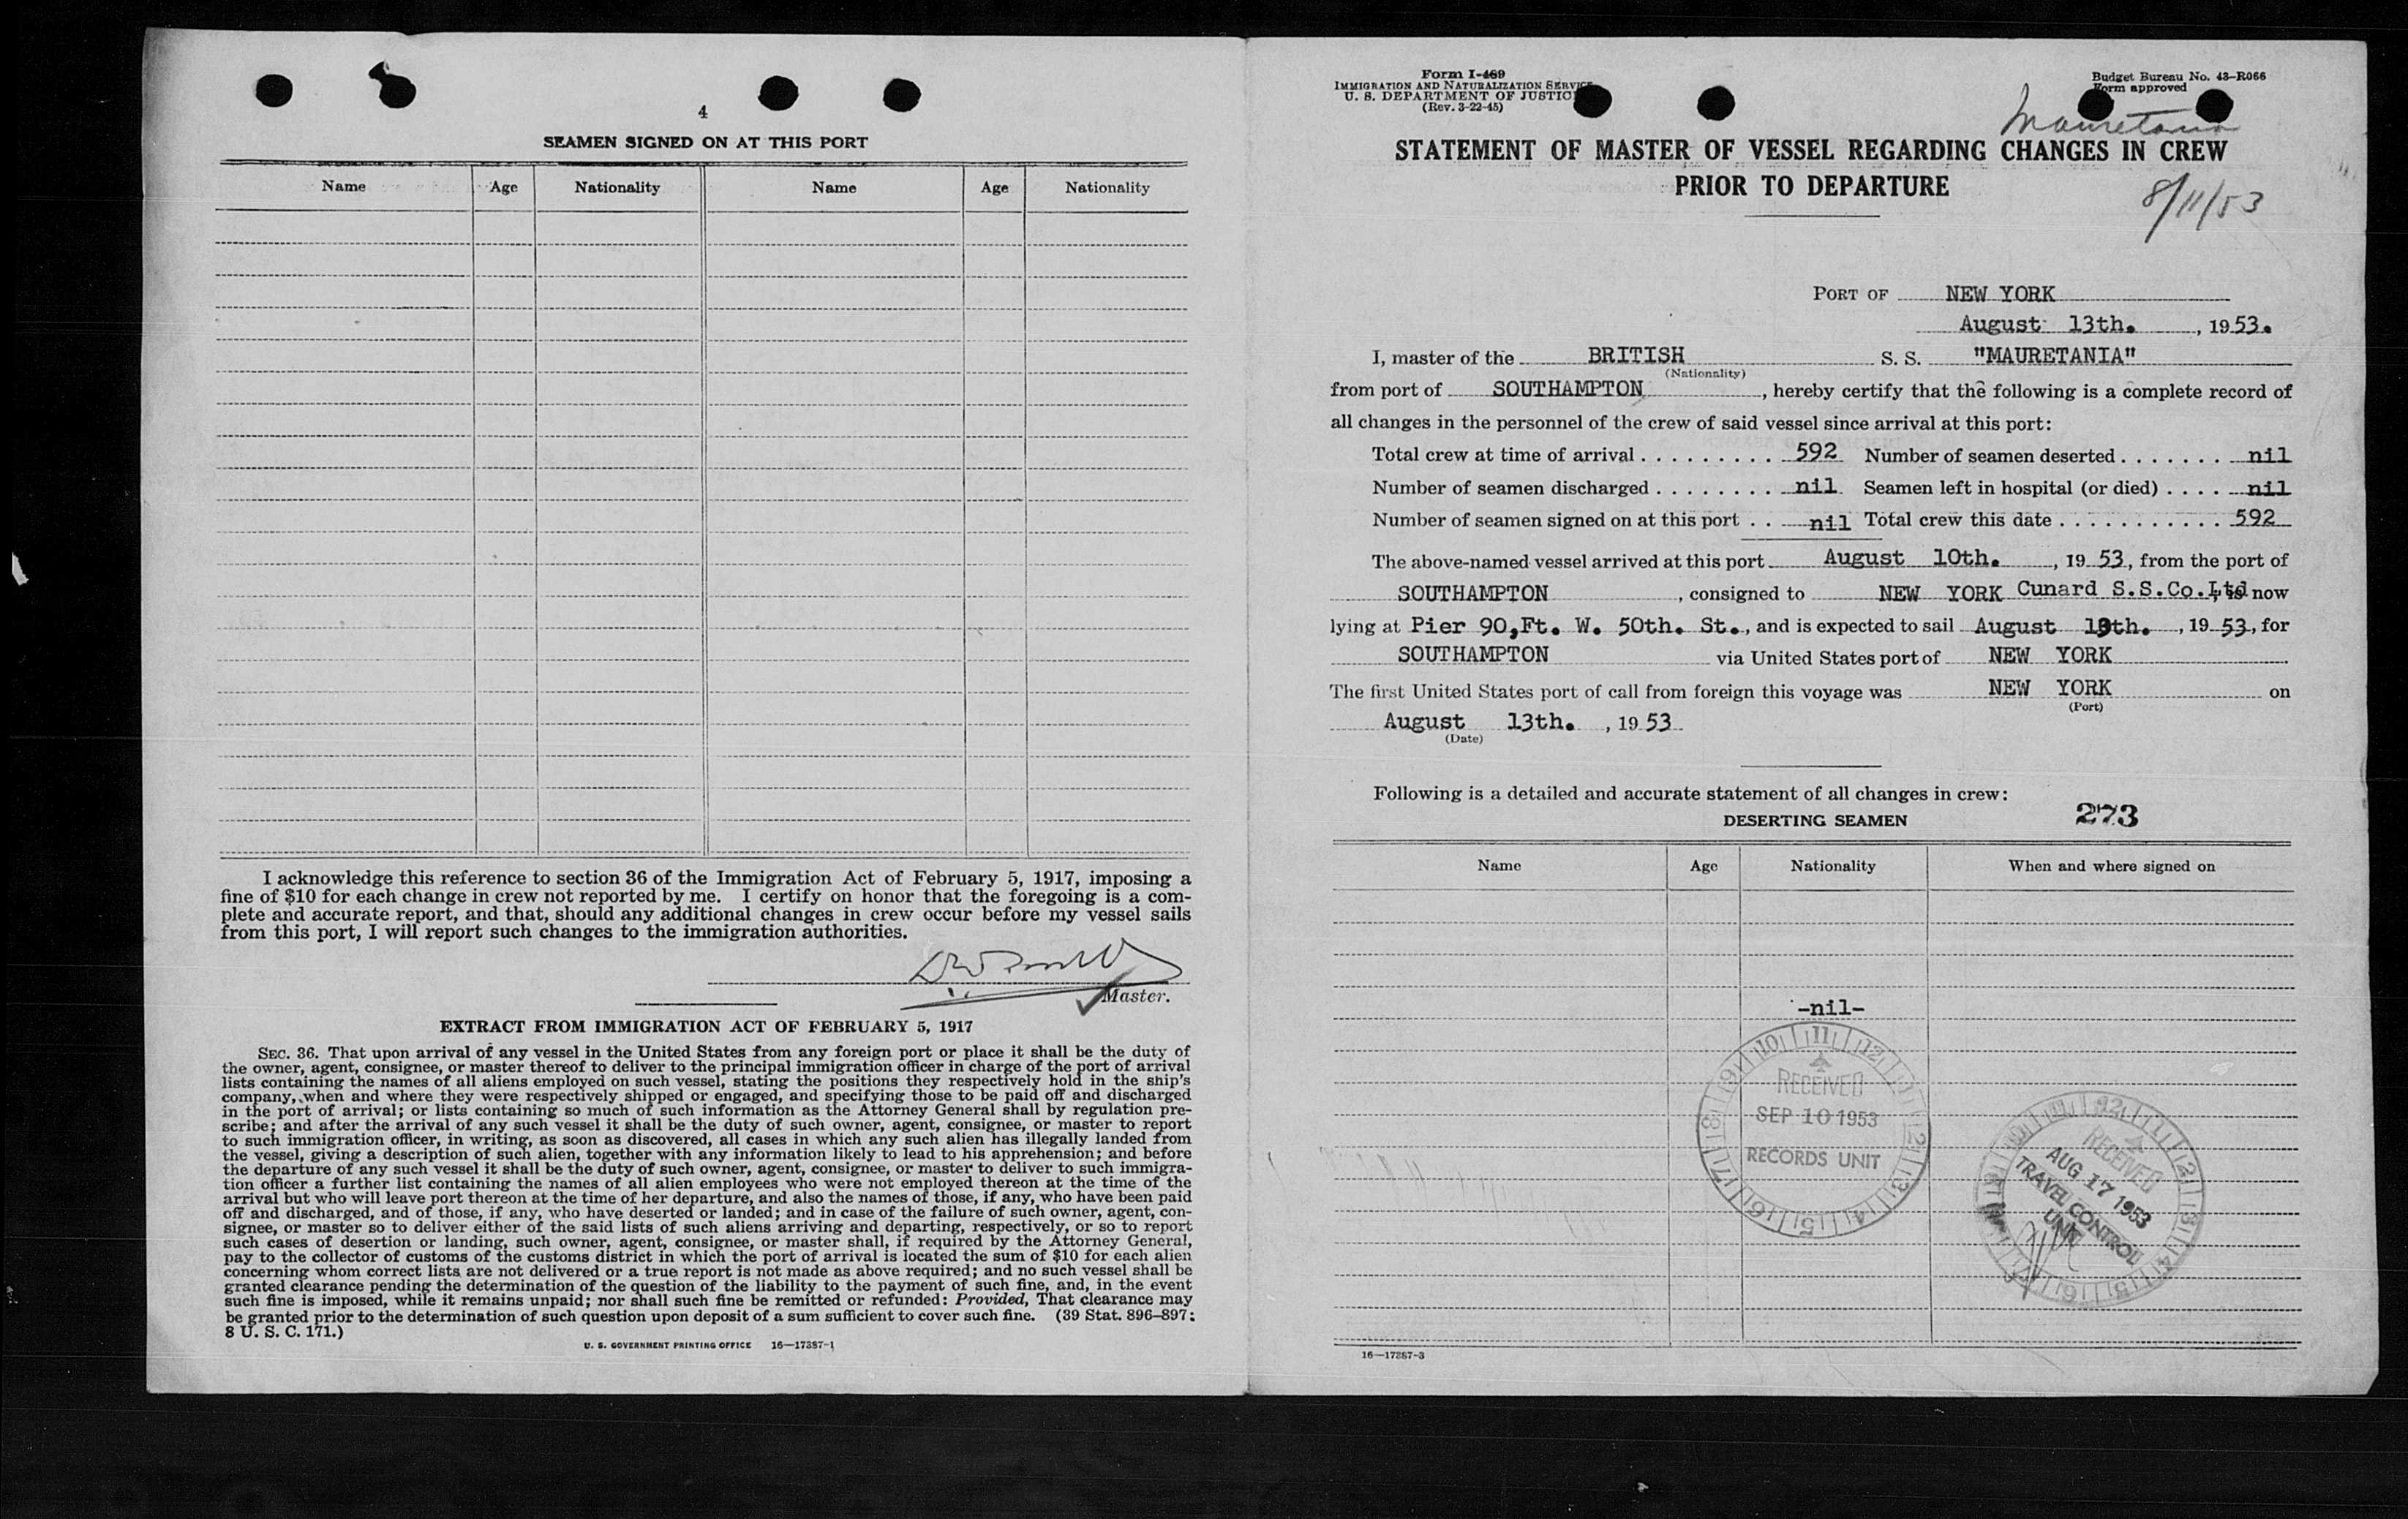 4
SEAMEN SIGNED ON AT THIS PORT
Name Age Nationality Name Age Nationality
I acknowledge this reference to section 36 of the Immigration Act of February 5, 1917, imposing a
fine of $10 for each change in crew not reported by me. I certify on honor that the foregoing is a com-
plete and accurate report, and that, should any additional changes in crew occur before my vessel sails
from this port, I will report such changes to the immigration authorities.
Master.
EXTRACT FROM IMMIGRATION ACT OF FEBRUARY 5, 1917
SEC. 36. That upon arrival of any vessel in the United States from any foreign port or place it shall be the duty of
the owner, agent, consignee, or master thereof to deliver to the principal immigration officer in charge of the port of arrival
lists containing the names of all aliens employed on such vessel, stating the positions they respectively hold in the ship's
company, when and where they were respectively shipped or engaged, and specifying those to be paid off and discharged
in the port of arrival; or lists containing so much of such information as the Attorney General shall by regulation pre-
scribe; and after the arrival of any such vessel it shall be the duty of such owner, agent, consignee, or master to report
to such immigration officer, in writing, as soon as discovered, all cases in which any such alien has illegally landed from
the vessel, giving a description of such alien, together with any information likely to lead to his apprehension; and before
the departure of any such vessel it shall be the duty of such owner, agent, consignee, or master to deliver to such immigra-
tion officer a further list containing the names of all alien employees who were not employed thereon at the time of the
arrival but who will leave port thereon at the time of her departure, and also the names of those, if any, who have been paid
off and discharged, and of those, if any, who have deserted or landed; and in case of the failure of such owner, agent, con-
signee, or master so to deliver either of the said lists of such aliens arriving and departing, respectively, or so to report
such cases of desertion or landing, such owner, agent, consignee, or master shall, if required by the Attorney General,
pay to the collector of customs of the customs district in which the port of arrival is located the sum of $10 for each alien
concerning whom correct lists are not delivered or a true report is not made as above required; and no such vessel shall be
granted clearance pending the determination of the question of the liability to the payment of such fine, and, in the event
such fine is imposed, while it remains unpaid; nor shall such fine be remitted or refunded: Provided, That clearance may
be granted prior to the determination of such question upon deposit of a sum sufficient to cover such fine. (39 Stat. 896–897;
8 U. S. C. 171.)
U. S. GOVERNMENT PRINTING OFFICE 16—17387-1
Form I-489
IMMIGRATION AND NATURALIZATION SERVICE
U. S. DEPARTMENT OF JUSTICE
(Rev. 3-22-45)
Budget Bureau No. 43–R066
Form approved
Mauretania
STATEMENT OF MASTER OF VESSEL REGARDING CHANGES IN CREW
PRIOR TO DEPARTURE
8/11/53
PORT OF NEW YORK
August 13th., 1953.
I, master of the BRITISH S. S. "MAURETANIA"
(Nationality)
from port of SOUTHAMPTON, hereby certify that the following is a complete record of
all changes in the personnel of the crew of said vessel since arrival at this port:
Total crew at time of arrival . . . . . . . . . 592 Number of seamen deserted . . . . . . . nil
Number of seamen discharged . . . . . . . . nil Seamen left in hospital (or died) . . . . nil
Number of seamen signed on at this port . . nil Total crew this date . . . . . . . . . . . 592
The above-named vessel arrived at this port August 10th., 19 53, from the port of
SOUTHAMPTON, consigned to NEW YORK Cunard S.S.Co.Ltd, is now
lying at Pier 90,Ft. W. 50th. St., and is expected to sail August 13th., 19 53, for
SOUTHAMPTON via United States port of NEW YORK
The first United States port of call from foreign this voyage was NEW YORK on
(Port)
August 13th., 19 53
(Date)
Following is a detailed and accurate statement of all changes in crew:
DESERTING SEAMEN 273
Name Age Nationality When and where signed on
-nil-
RECEIVED
SEP 10 1953
RECORDS UNIT
RECEIVED
AUG 17 1953
TRAVEL CONTROL
UNIT
16—17387-3